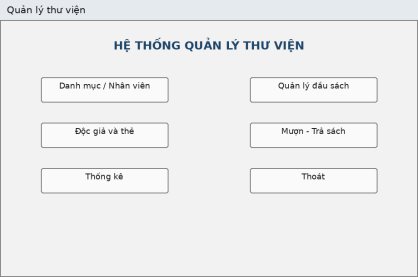 Quản lý thư viện
HỆ THỐNG QUẢN LÝ THƯ VIỆN
Danh mục / Nhân viên
Quản lý đầu sách
Độc giả và thẻ
Mượn - Trả sách
Thống kê
Thoát